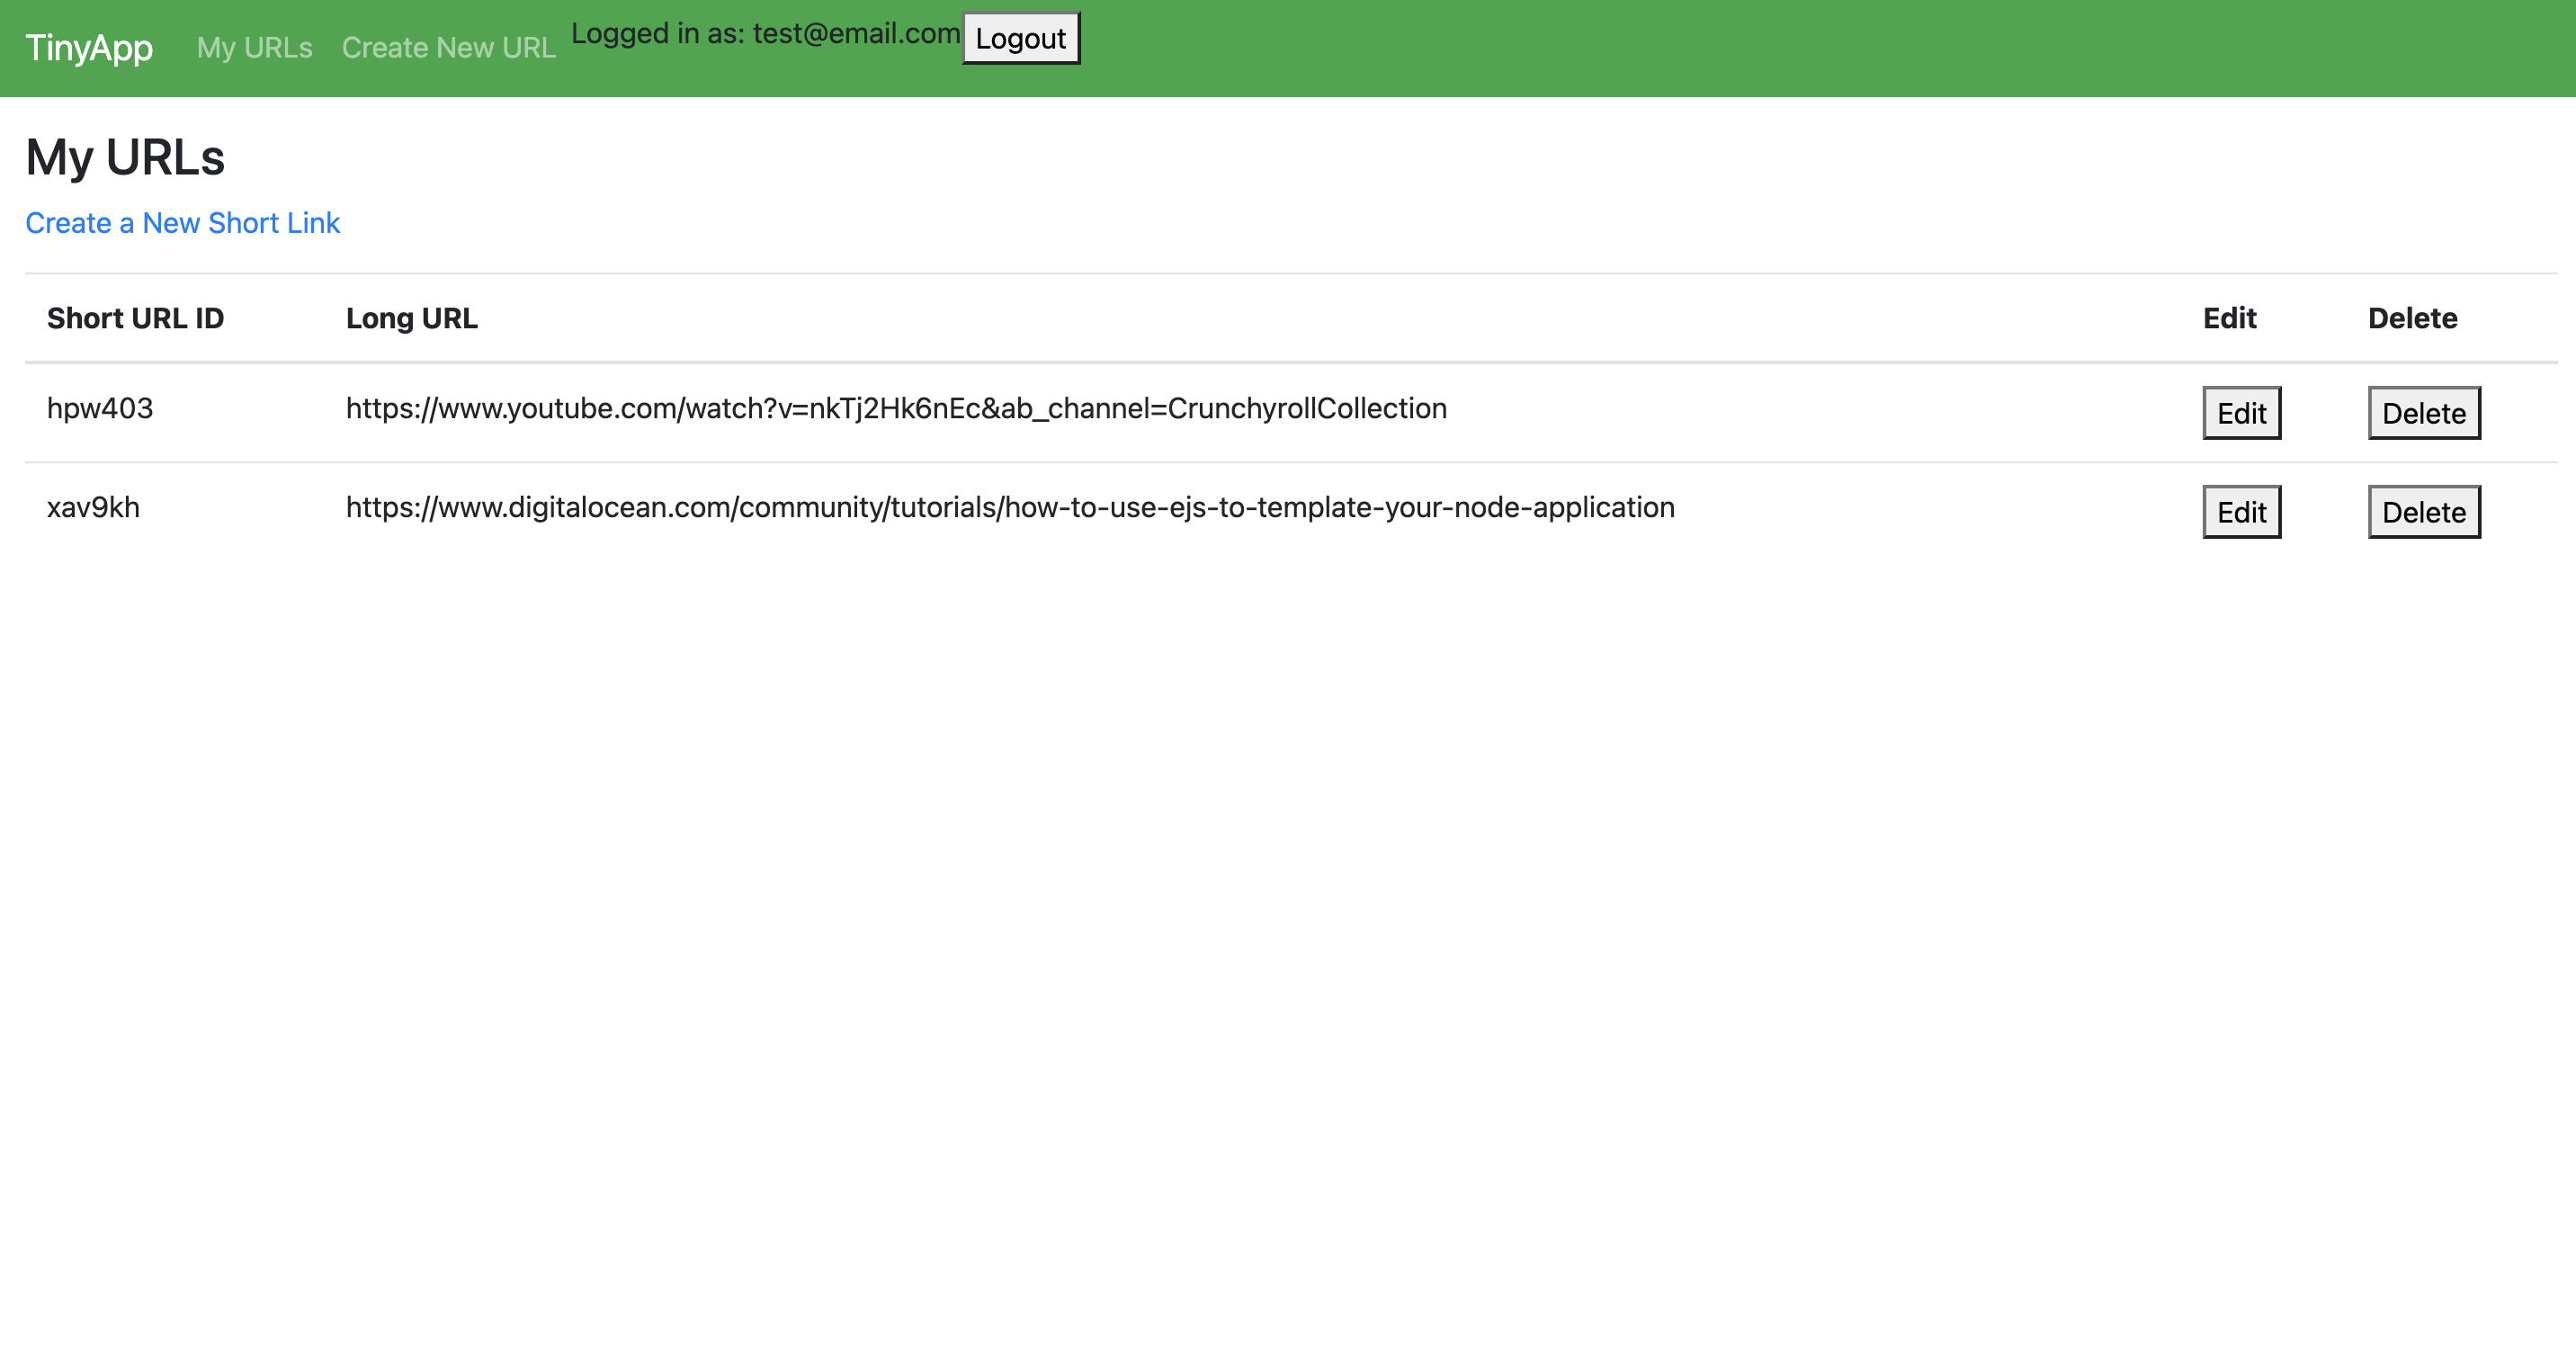 TinyApp My URLs Create New URL Logged in as: test@email.com Logout
My URLs
Create a New Short Link
Short URL ID Long URL Edit Delete
hpw403 https://www.youtube.com/watch?v=nkTj2Hk6nEc&ab_channel=CrunchyrollCollection Edit Delete
xav9kh https://www.digitalocean.com/community/tutorials/how-to-use-ejs-to-template-your-node-application Edit Delete